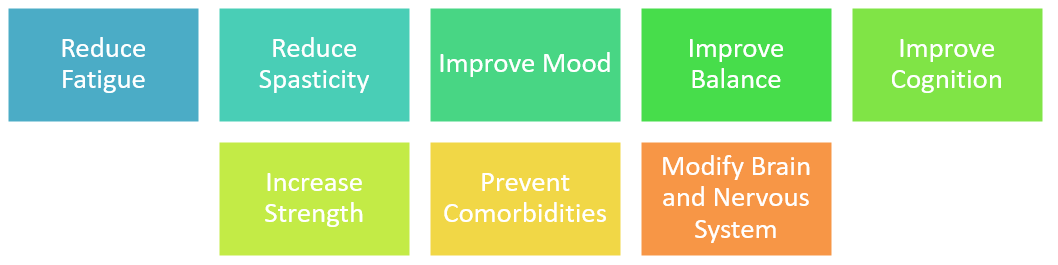 Reduce
Fatigue
Reduce
Spasticity
Improve Mood
Improve
Balance
Improve
Cognition
Increase
Strength
Prevent
Comorbidities
Modify Brain
and Nervous
System